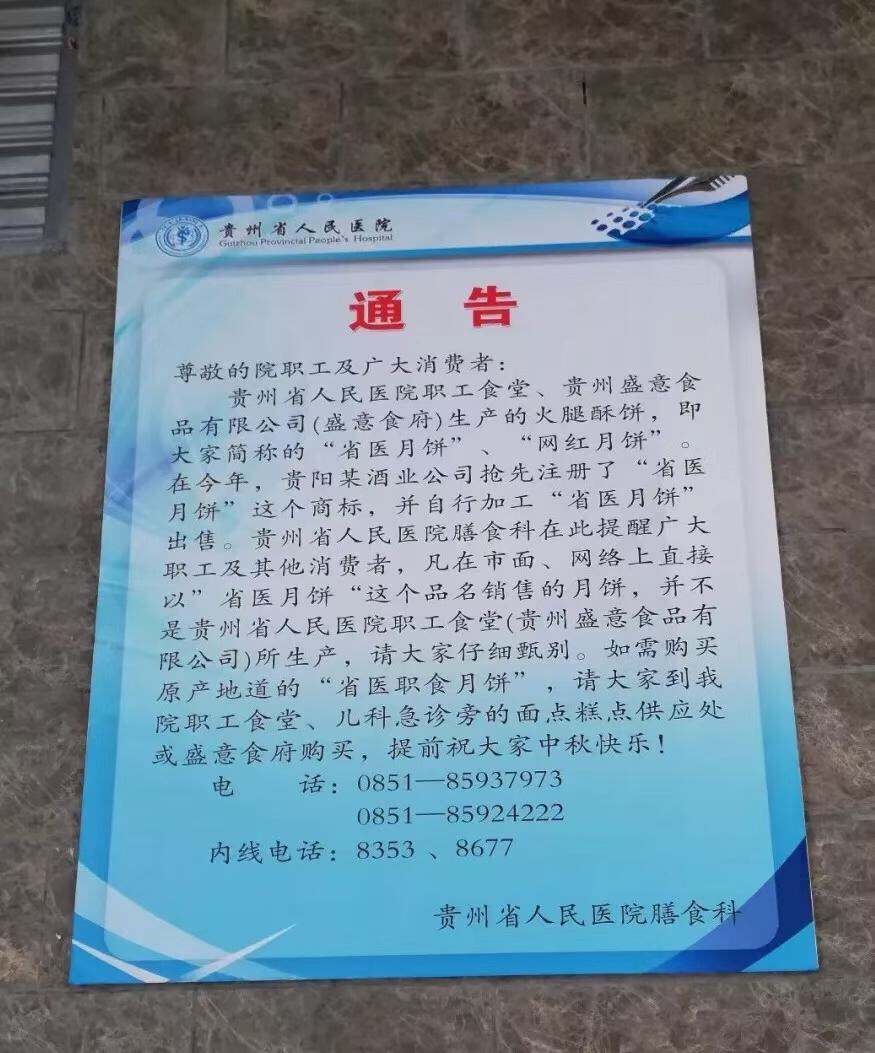 贵州省人民医院
Guizhou Provinctal People's Hospital
通 告
尊敬的院职工及广大消费者：
贵州省人民医院职工食堂、贵州盛意食
品有限公司(盛意食府)生产的火腿酥饼，即
大家简称的“省医月饼”、“网红月饼”。
在今年，贵阳某酒业公司抢先注册了“省医
月饼”这个商标，并自行加工“省医月饼”
出售。贵州省人民医院膳食科在此提醒广大
职工及其他消费者，凡在市面、网络上直接
以”省医月饼“这个品名销售的月饼，并不
是贵州省人民医院职工食堂(贵州盛意食品有
限公司)所生产，请大家仔细甄别。如需购买
原产地道的“省医职食月饼”，请大家到我
院职工食堂、儿科急诊旁的面点糕点供应处
或盛意食府购买，提前祝大家中秋快乐！
电 话：0851—85937973
0851—85924222
内线电话：8353 、8677
贵州省人民医院膳食科